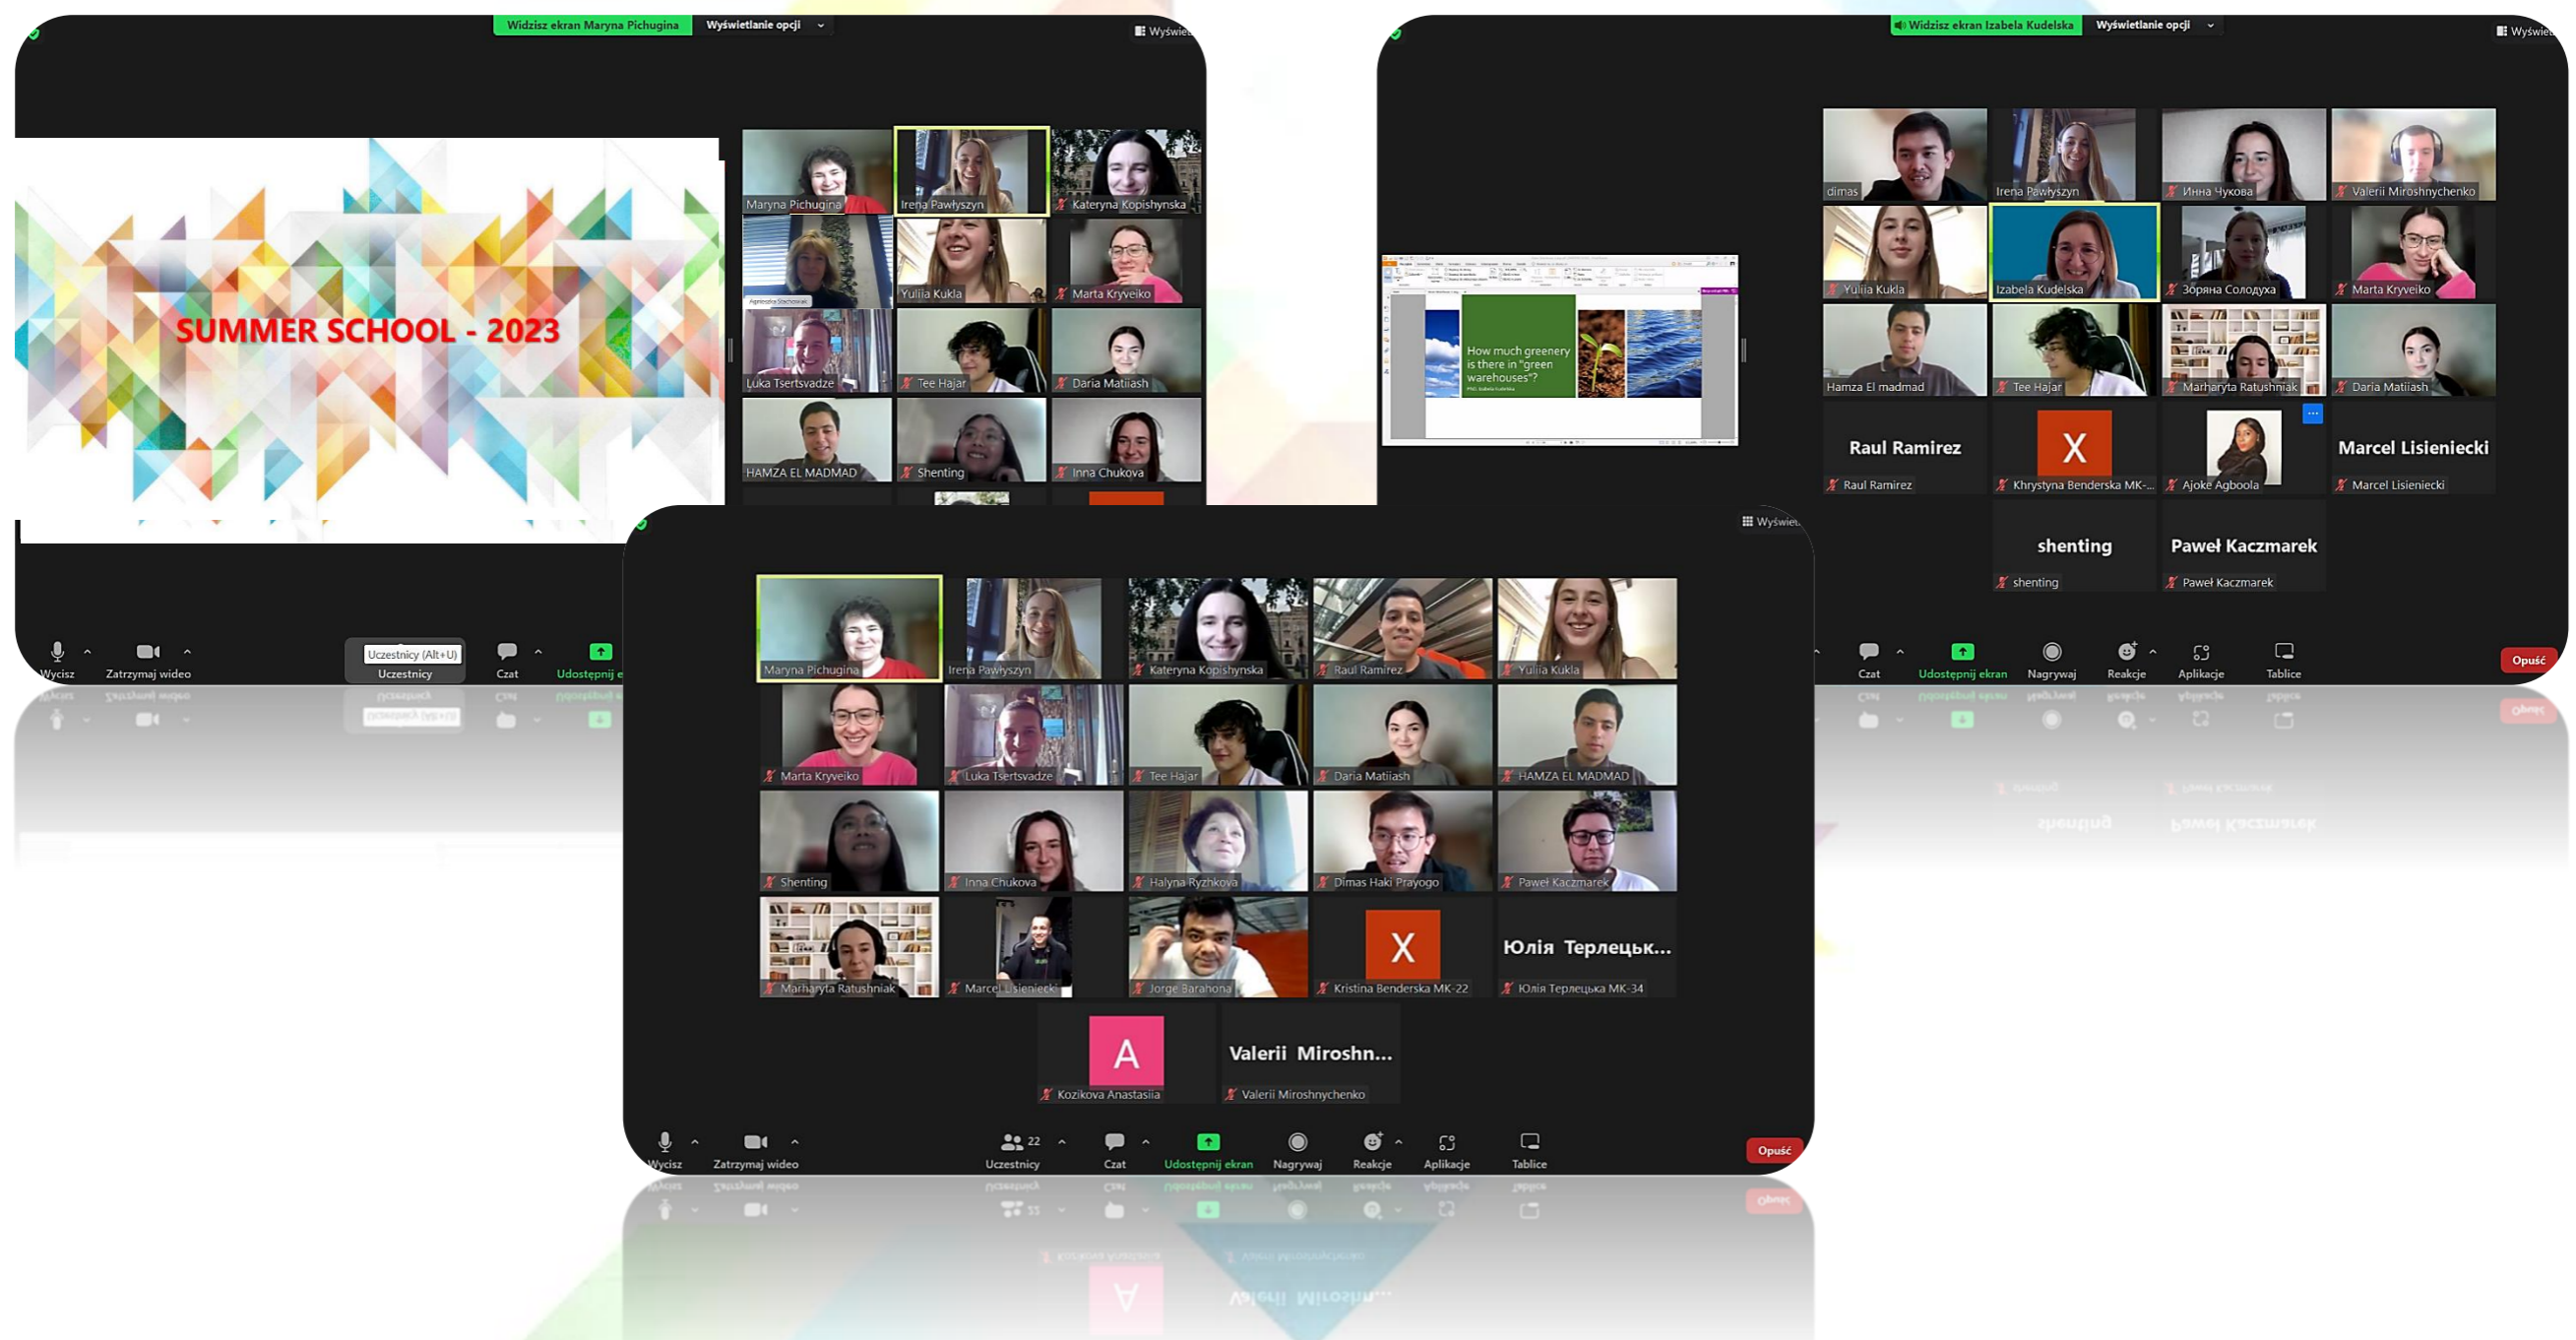 Widzisz ekran Maryna Pichugina
Wyświetlanie opcji
SUMMER SCHOOL - 2023
Maryna Pichugina
Irena Pawłyszyn
Kateryna Kopishynska
Agnieszka Stachowiak
Yuliia Kukla
Marta Kryveiko
Luka Tsertsvadze
Tee Hajar
Daria Matiiash
HAMZA EL MADMAD
Shenting
Inna Chukova
Wycisz
Zatrzymaj wideo
Uczestnicy (Alt+U)
Uczestnicy
Czat
Widzisz ekran Izabela Kudelska
Wyświetlanie opcji
How much greenery
is there in "green
warehouses"?
dimas
Irena Pawłyszyn
Инна Чукова
Valerii Miroshnychenko
Yuliia Kukla
Izabela Kudelska
Зоряна Солодуха
Marta Kryveiko
Hamza El madmad
Tee Hajar
Marharyta Ratushniak
Daria Matiiash
Raul Ramirez
X
Marcel Lisieniecki
Raul Ramirez
Khrystyna Benderska MK-...
Ajoke Agboola
Marcel Lisieniecki
shenting
Paweł Kaczmarek
shenting
Paweł Kaczmarek
Czat
Udostępnij ekran
Nagrywaj
Reakcje
Aplikacje
Tablice
Opuść
Maryna Pichugina
Irena Pawłyszyn
Kateryna Kopishynska
Raul Ramirez
Yuliia Kukla
Marta Kryveiko
Luka Tsertsvadze
Tee Hajar
Daria Matiiash
HAMZA EL MADMAD
Shenting
Inna Chukova
Halyna Ryzhkova
Dimas Haki Prayogo
Paweł Kaczmarek
X
Юлія Терлецьк...
Marharyta Ratushniak
Marcel Lisieniecki
Jorge Barahona
Kristina Benderska MK-22
Юлія Терлецька МК-34
A
Valerii Miroshn...
Kozikova Anastasiia
Valerii Miroshnychenko
Wycisz
Zatrzymaj wideo
22
Uczestnicy
Czat
Udostępnij ekran
Nagrywaj
Reakcje
Aplikacje
Tablice
Opuść